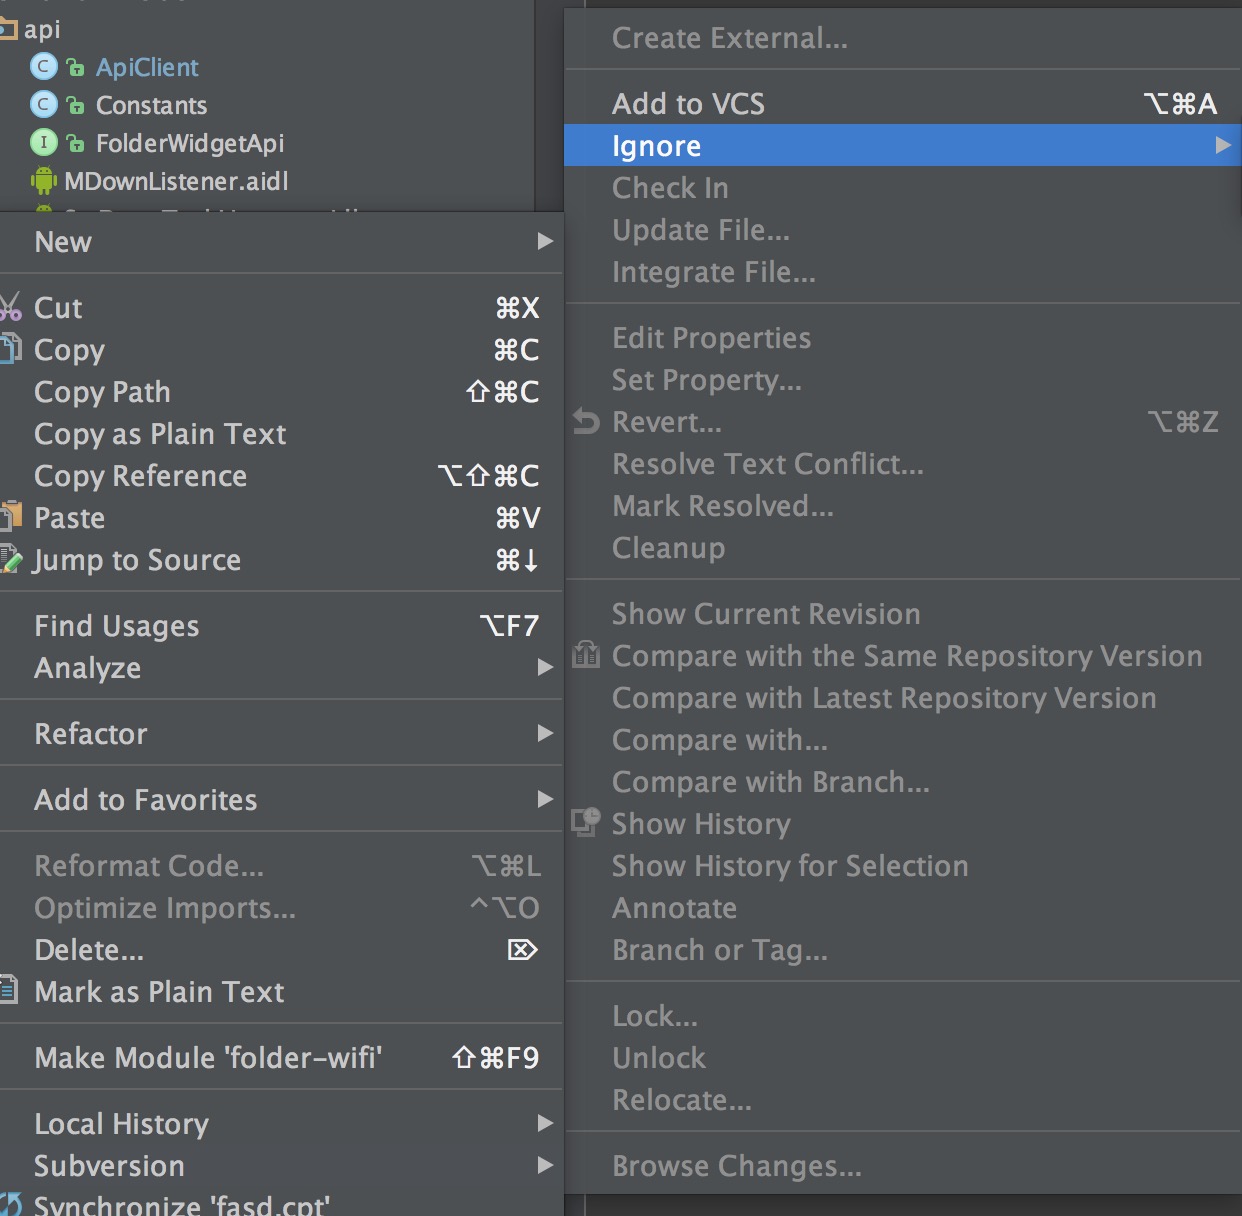 api
ApiClient
Constants
FolderWidgetApi
MDownListener.aidl
New
Cut ⌘X
Copy ⌘C
Copy Path ⇧⌘C
Copy as Plain Text
Copy Reference ⌥⇧⌘C
Paste ⌘V
Jump to Source ⌘↓
Find Usages ⌥F7
Analyze
Refactor
Add to Favorites
Reformat Code... ⌥⌘L
Optimize Imports... ^⌥O
Delete... ⌦
Mark as Plain Text
Make Module 'folder-wifi' ⇧⌘F9
Local History
Subversion
Synchronize 'fasd.cpt'
Create External...
Add to VCS ⌥⌘A
Ignore
Check In
Update File...
Integrate File...
Edit Properties
Set Property...
Revert... ⌥⌘Z
Resolve Text Conflict...
Mark Resolved...
Cleanup
Show Current Revision
Compare with the Same Repository Version
Compare with Latest Repository Version
Compare with...
Compare with Branch...
Show History
Show History for Selection
Annotate
Branch or Tag...
Lock...
Unlock
Relocate...
Browse Changes...